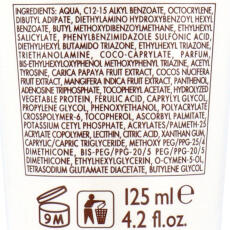 INGREDIENTS: AQUA, C12-15 ALKYL BENZOATE, OCTOCRYLENE,
DIBUTYL ADIPATE, DIETHYLAMINO HYDROXYBENZOYL HEXYL
BENZOATE, BUTYL METHOXYDIBENZOYLMETHANE, ETHYLHEXYL
SALICYLATE, PHENYLBENZIMIDAZOLE SULFONIC ACID,
DIETHYLHEXYL BUTAMIDO TRIAZONE, ETHYLHEXYL TRIAZONE,
TRIETHANOLAMINE, COCO-CAPRYLATE, PARFUM,
BIS-ETHYLHEXYLOXYPHENOL METHOXYPHENYL TRIAZINE, ACETYL
TYROSINE, CARICA PAPAYA FRUIT EXTRACT, COCOS NUCIFERA
FRUIT EXTRACT, MANGIFERA INDICA FRUIT EXTRACT, PANTHENOL,
ADENOSINE TRIPHOSPHATE, TOCOPHERYL ACETATE, HYDROLYZED
VEGETABLE PROTEIN, FERULIC ACID, CAPRYLYL GLYCOL,
PROPYLENE GLYCOL, PHENOXYETHANOL, POLYACRYLATE
CROSSPOLYMER-6, TOCOPHEROL, ASCORBYL PALMITATE,
POTASSIUM CETYL PHOSPHATE, ACRYLATES/PALMETH-25
ACRYLATE COPOLYMER, LECITHIN, CITRIC ACID, XANTHAN GUM,
CAPRYLIC/CAPRIC TRIGLYCERIDE, METHOXY PEG/PPG-25/4
DIMETHICONE, BIS-PEG/PPG-20/5 PEG/PPG-20/5
DIMETHICONE, ETHYLHEXYLGLYCERIN, O-CYMEN-5-OL,
TETRASODIUM GLUTAMATE DIACETATE, BUTYLENE GLYCOL
9M
125 ml e
4.2 fl.oz.